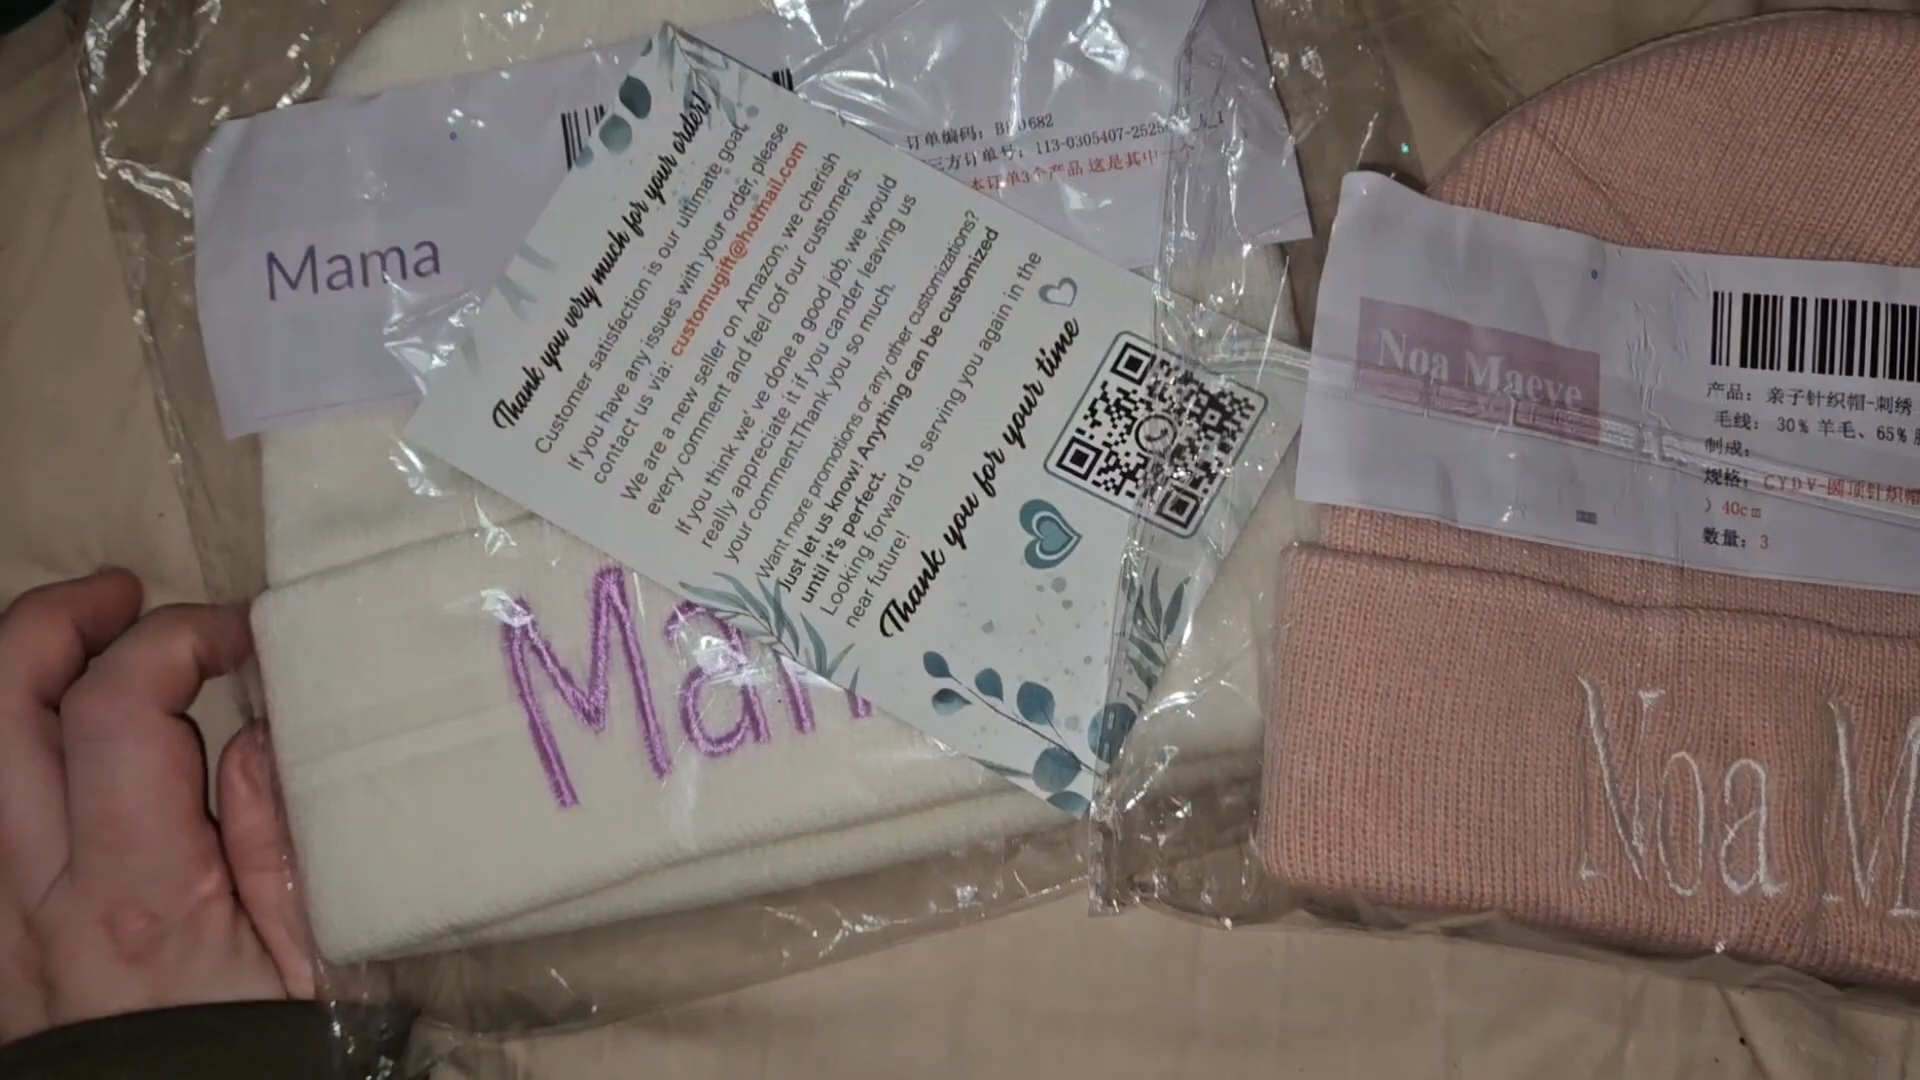 Mama
订单编码：
三方订单号：113-0305407-2525
本订单3个产品 这是其中一
Thank you very much for your order!
Customer satisfaction is our ultimate goat,
If you have any issues with your order, please
contact us via: customugift@hotmail.com
We are a new seller on Amazon, we cherish
every comment and feel cof our customers.
If you think we've done a good job, we would
really appreciate it if you cander leaving us
your comment.Thank you so much.
Want more promotions or any other customizations?
Just let us know! Anything can be customized
until it's perfect.
Looking forward to serving you again in the
near future!
Thank you for your time
Noa Maeve
产品：亲子针织帽-刺绣
毛线：30% 羊毛、65%
制成：
规格：CYDV-圆顶针织帽
）40cm
数量：3
Noa M